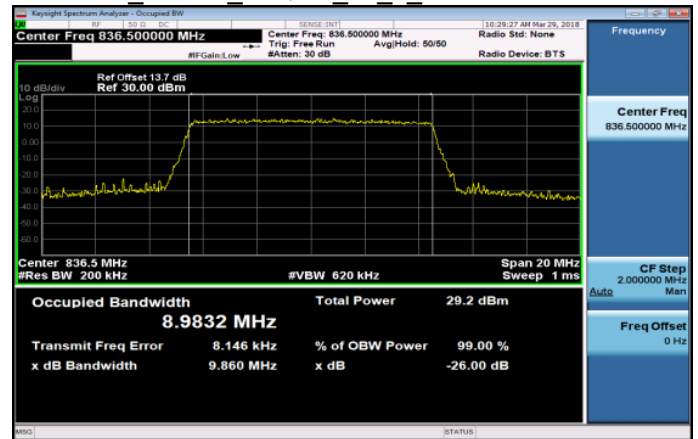 Keysight Spectrum Analyzer - Occupied BW
RF 50 Ω DC SENSE:INT 10:29:27 AM Mar 29, 2018
Center Freq 836.500000 MHz
Center Freq: 836.500000 MHz
Radio Std: None
Trig: Free Run Avg|Hold: 50/50
#IFGain:Low #Atten: 30 dB
Radio Device: BTS
Ref Offset 13.7 dB
10 dB/div Ref 30.00 dBm
Log
20.0
10.0
0.00
-10.0
-20.0
-30.0
-40.0
-50.0
-60.0
Center 836.5 MHz Span 20 MHz
#Res BW 200 kHz #VBW 620 kHz Sweep 1 ms
Occupied Bandwidth Total Power 29.2 dBm
8.9832 MHz
Transmit Freq Error 8.146 kHz % of OBW Power 99.00 %
x dB Bandwidth 9.860 MHz x dB -26.00 dB
MSG STATUS
Frequency
Center Freq
836.500000 MHz
CF Step
2.000000 MHz
Auto Man
Freq Offset
0 Hz